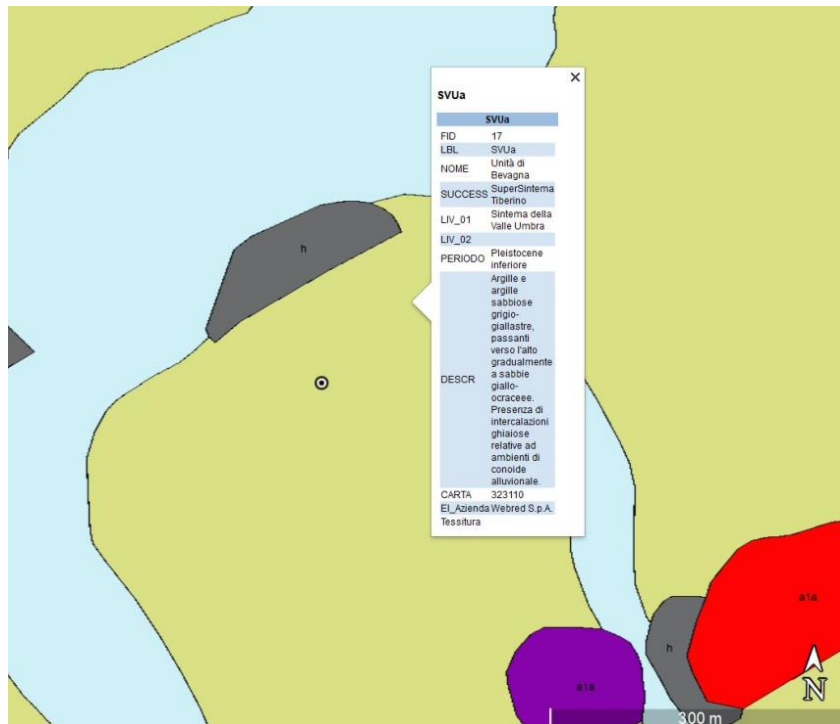 ×
SVUa
SVUa
FID 17
LBL SVUa
NOME Unità di
Bevagna
SUCCESS SuperSintema
Tiberino
LIV_01 Sintema della
Valle Umbra
LIV_02
PERIODO Pleistocene
inferiore
DESCR Argille e
argille
sabbiose
grigio-
giallastre,
passanti
verso l'alto
gradualmente
a sabbie
giallo-
ocraceee.
Presenza di
intercalazioni
ghiaiose
relative ad
ambienti di
conoide
alluvionale.
CARTA 323110
El_Azienda Webred S.p.A.
Tessitura
h
a1a
h
a1a
N
300 m